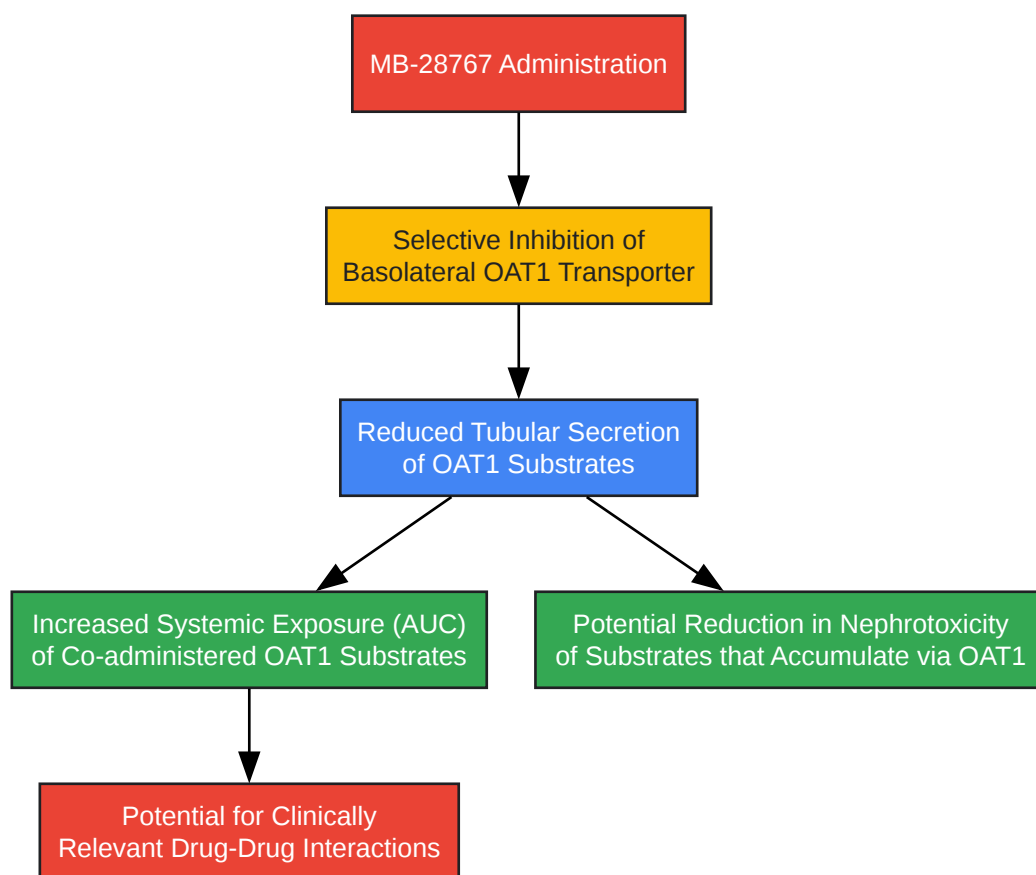 MB-28767 Administration
Selective Inhibition of
Basolateral OAT1 Transporter
Reduced Tubular Secretion
of OAT1 Substrates
Increased Systemic Exposure (AUC)
of Co-administered OAT1 Substrates
Potential Reduction in Nephrotoxicity
of Substrates that Accumulate via OAT1
Potential for Clinically
Relevant Drug-Drug Interactions